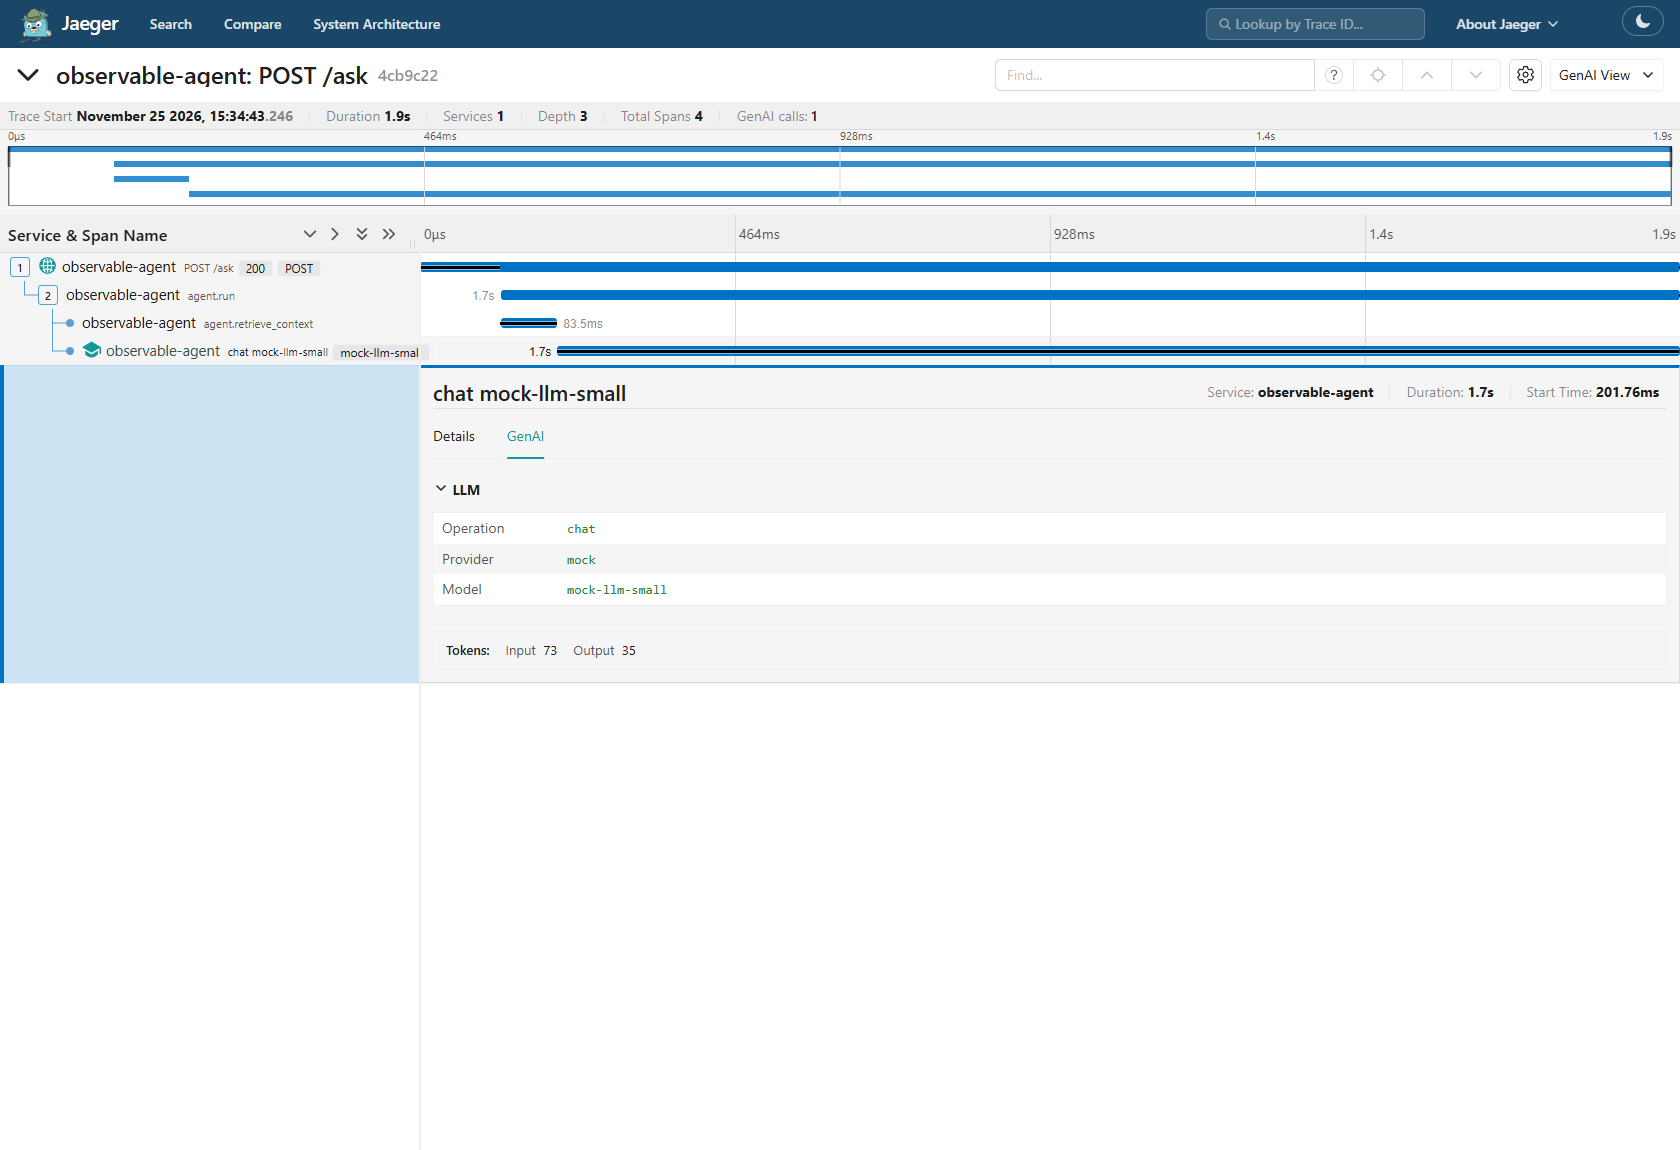 Jaeger Search Compare System Architecture Lookup by Trace ID... About Jaeger
observable-agent: POST /ask 4cb9c22 Find... ? GenAI View
Trace Start November 25 2026, 15:34:43.246 Duration 1.9s Services 1 Depth 3 Total Spans 4 GenAI calls: 1
0μs 464ms 928ms 1.4s 1.9s
Service & Span Name 0μs 464ms 928ms 1.4s 1.9s
1 observable-agent POST /ask 200 POST
2 observable-agent agent.run 1.7s
observable-agent agent.retrieve_context 83.5ms
observable-agent chat mock-llm-small mock-llm-smal 1.7s
chat mock-llm-small Service: observable-agent Duration: 1.7s Start Time: 201.76ms
Details GenAI
LLM
Operation chat
Provider mock
Model mock-llm-small
Tokens: Input 73 Output 35